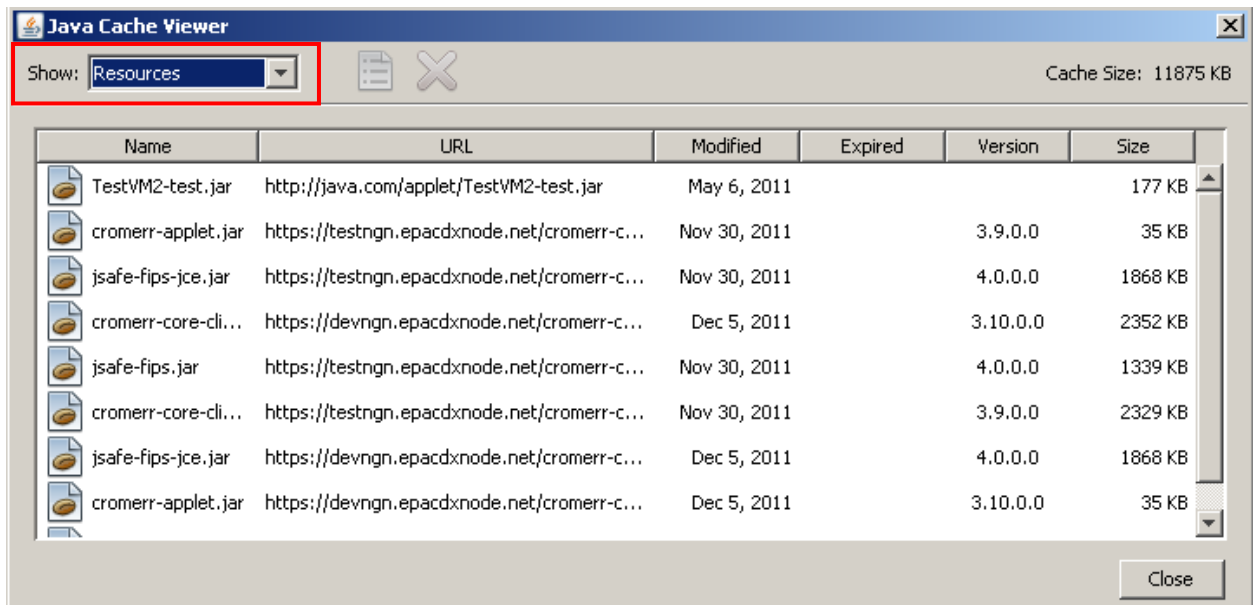 Java Cache Viewer
Show: Resources Cache Size: 11875 KB
Name URL Modified Expired Version Size
TestVM2-test.jar http://java.com/applet/TestVM2-test.jar May 6, 2011 177 KB
cromerr-applet.jar https://testngn.epacdxnode.net/cromerr-c... Nov 30, 2011 3.9.0.0 35 KB
jsafe-fips-jce.jar https://testngn.epacdxnode.net/cromerr-c... Nov 30, 2011 4.0.0.0 1868 KB
cromerr-core-cli... https://devngn.epacdxnode.net/cromerr-c... Dec 5, 2011 3.10.0.0 2352 KB
jsafe-fips.jar https://testngn.epacdxnode.net/cromerr-c... Nov 30, 2011 4.0.0.0 1339 KB
cromerr-core-cli... https://testngn.epacdxnode.net/cromerr-c... Nov 30, 2011 3.9.0.0 2329 KB
jsafe-fips-jce.jar https://devngn.epacdxnode.net/cromerr-c... Dec 5, 2011 4.0.0.0 1868 KB
cromerr-applet.jar https://devngn.epacdxnode.net/cromerr-c... Dec 5, 2011 3.10.0.0 35 KB
Close